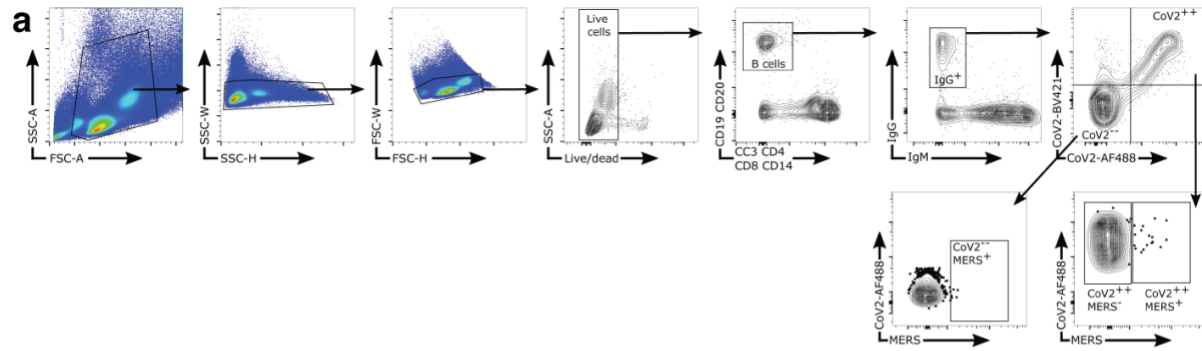 a
SSC-A
FSC-A
SSC-W
SSC-H
FSC-W
FSC-H
SSC-A
Live
cells
Live/dead
CD19 CD20
B cells
CC3 CD4
CD8 CD14
IgG
IgG+
IgM
CoV2-BV421
CoV2++
CoV2--
CoV2-AF488
CoV2-AF488
CoV2--
MERS+
MERS
CoV2-AF488
CoV2++
MERS-
CoV2++
MERS+
MERS